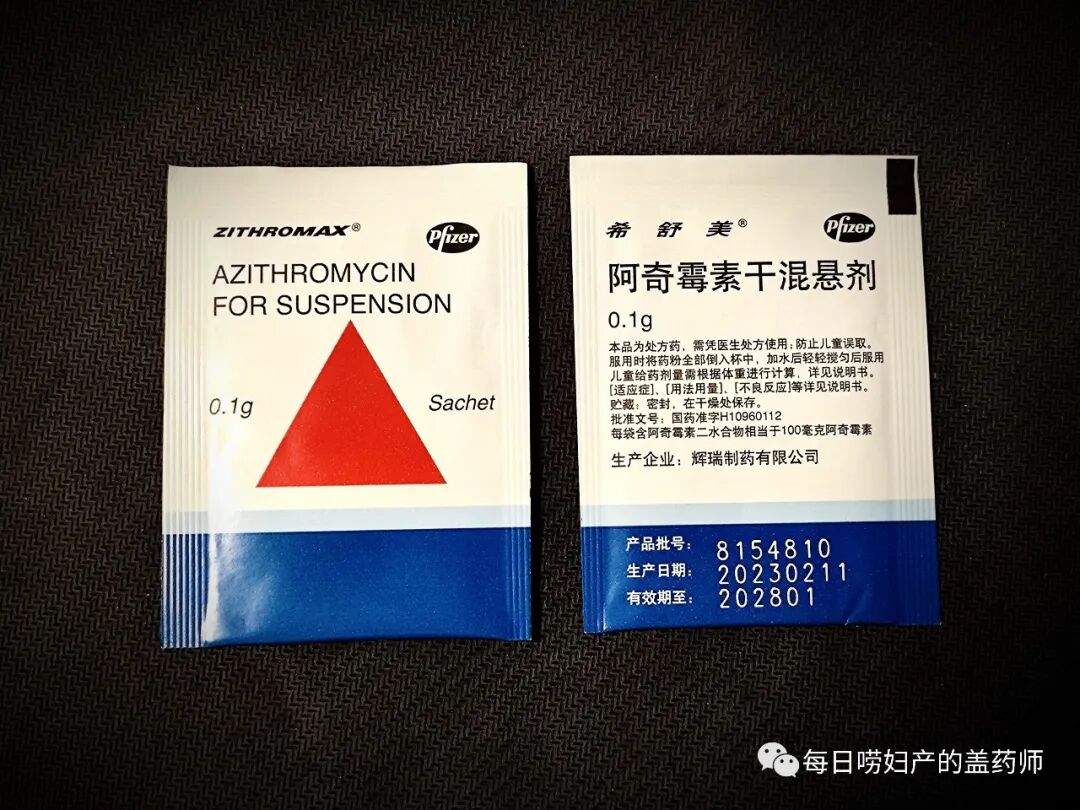 ZITHROMAX®
Pfizer
AZITHROMYCIN
FOR SUSPENSION
0.1g
Sachet
希舒美®
Pfizer
阿奇霉素干混悬剂
0.1g
本品为处方药，需凭医生处方使用；防止儿童误取。
服用时将药粉全部倒入杯中，加水后轻轻搅匀后服用
儿童给药剂量需根据体重进行计算，详见说明书。
[适应症]、[用法用量]、[不良反应]等详见说明书。
贮藏：密封，在干燥处保存。
批准文号：国药准字H10960112
每袋含阿奇霉素二水合物相当于100毫克阿奇霉素
生产企业：辉瑞制药有限公司
产品批号：8154810
生产日期：20230211
有效期至：202801
每日唠妇产的盖药师